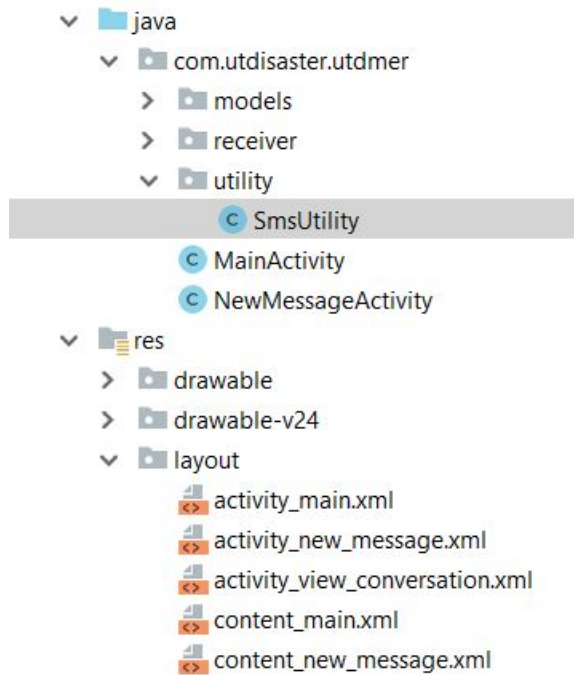 java
com.utdisaster.utdmer
models
receiver
utility
C SmsUtility
C MainActivity
C NewMessageActivity
res
drawable
drawable-v24
layout
activity_main.xml
activity_new_message.xml
activity_view_conversation.xml
content_main.xml
content_new_message.xml